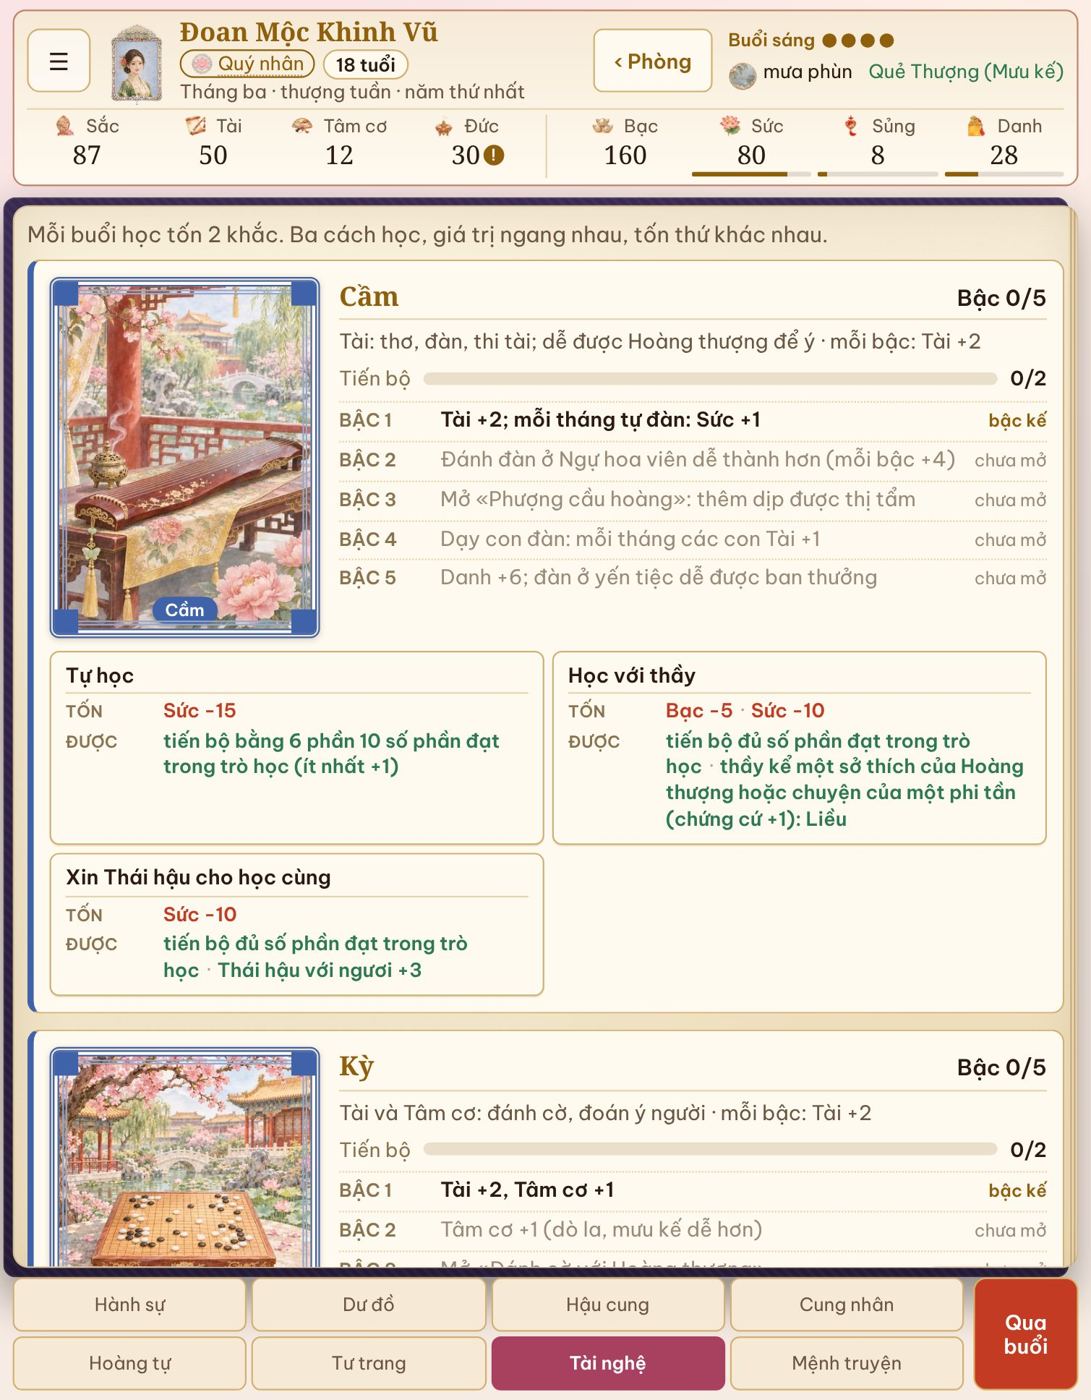 ☰
Đoan Mộc Khinh Vũ
Quý nhân
18 tuổi
Tháng ba · thượng tuần · năm thứ nhất
‹ Phòng
Buổi sáng
mưa phùn
Quẻ Thượng (Mưu kế)
Sắc
87
Tài
50
Tâm cơ
12
Đức
30
!
Bạc
160
Sức
80
Sủng
8
Danh
28
Mỗi buổi học tốn 2 khắc. Ba cách học, giá trị ngang nhau, tốn thứ khác nhau.
Cầm
Cầm
Bậc 0/5
Tài: thơ, đàn, thi tài; dễ được Hoàng thượng để ý · mỗi bậc: Tài +2
Tiến bộ
0/2
BẬC 1 Tài +2; mỗi tháng tự đàn: Sức +1 bậc kế
BẬC 2 Đánh đàn ở Ngự hoa viên dễ thành hơn (mỗi bậc +4) chưa mở
BẬC 3 Mở «Phượng cầu hoàng»: thêm dịp được thị tẩm chưa mở
BẬC 4 Dạy con đàn: mỗi tháng các con Tài +1 chưa mở
BẬC 5 Danh +6; đàn ở yến tiệc dễ được ban thưởng chưa mở
Tự học
TỐN Sức -15
ĐƯỢC tiến bộ bằng 6 phần 10 số phần đạt
trong trò học (ít nhất +1)
Học với thầy
TỐN Bạc -5 · Sức -10
ĐƯỢC tiến bộ đủ số phần đạt trong trò
học · thầy kể một sở thích của Hoàng
thượng hoặc chuyện của một phi tần
(chứng cứ +1): Liều
Xin Thái hậu cho học cùng
TỐN Sức -10
ĐƯỢC tiến bộ đủ số phần đạt trong trò
học · Thái hậu với ngươi +3
Kỳ
Bậc 0/5
Tài và Tâm cơ: đánh cờ, đoán ý người · mỗi bậc: Tài +2
Tiến bộ
0/2
BẬC 1 Tài +2, Tâm cơ +1 bậc kế
BẬC 2 Tâm cơ +1 (dò la, mưu kế dễ hơn) chưa mở
Hành sự
Dư đồ
Hậu cung
Cung nhân
Hoàng tự
Tư trang
Tài nghệ
Mệnh truyện
Qua
buổi